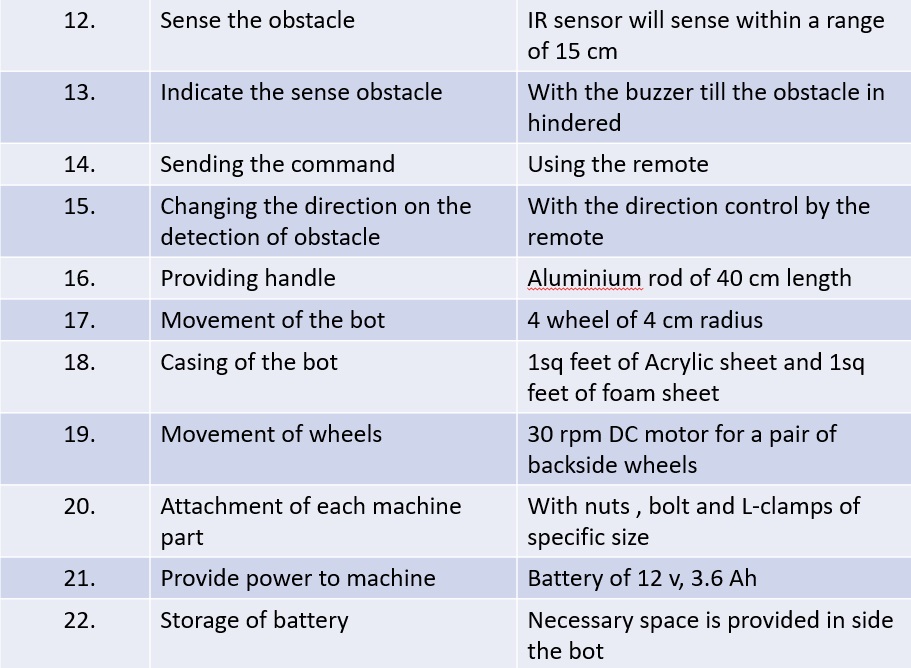 12. Sense the obstacle IR sensor will sense within a range
of 15 cm
13. Indicate the sense obstacle With the buzzer till the obstacle in
hindered
14. Sending the command Using the remote
15. Changing the direction on the With the direction control by the
detection of obstacle remote
16. Providing handle Aluminium rod of 40 cm length
17. Movement of the bot 4 wheel of 4 cm radius
18. Casing of the bot 1sq feet of Acrylic sheet and 1sq
feet of foam sheet
19. Movement of wheels 30 rpm DC motor for a pair of
backside wheels
20. Attachment of each machine With nuts , bolt and L-clamps of
part specific size
21. Provide power to machine Battery of 12 v, 3.6 Ah
22. Storage of battery Necessary space is provided in side
the bot